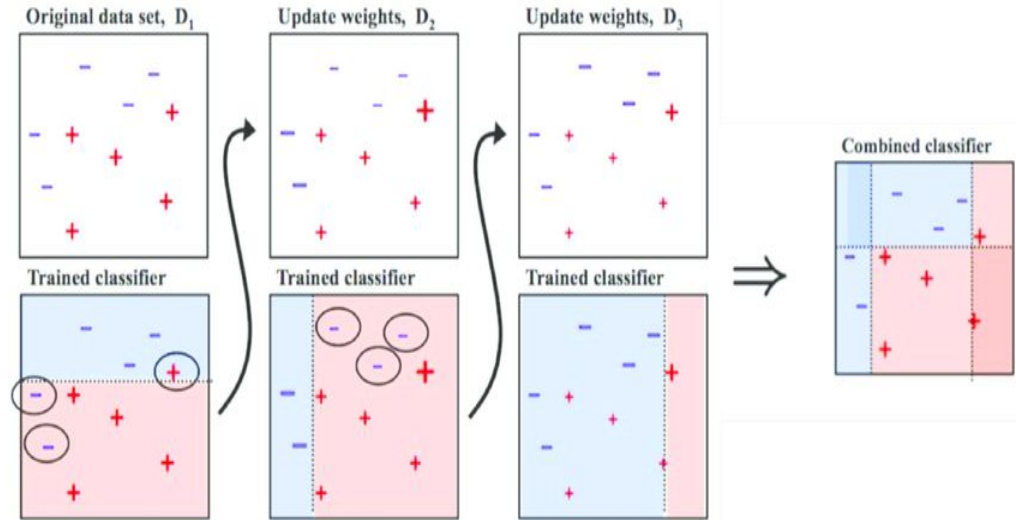 Original data set, D₁
Update weights, D₂
Update weights, D₃
Combined classifier
Trained classifier
Trained classifier
Trained classifier